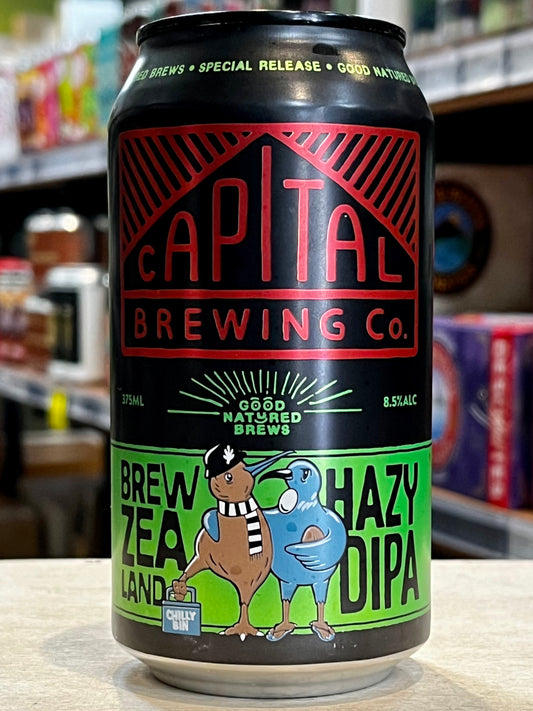 ED BREWS • SPECIAL RELEASE • GOOD NATURED
CAPITAL
BREWING Co.
375ML
GOOD
NATURED
BREWS
8.5%ALC
BREW
ZEA
LAND
HAZY
DIPA
CHILLY
BIN